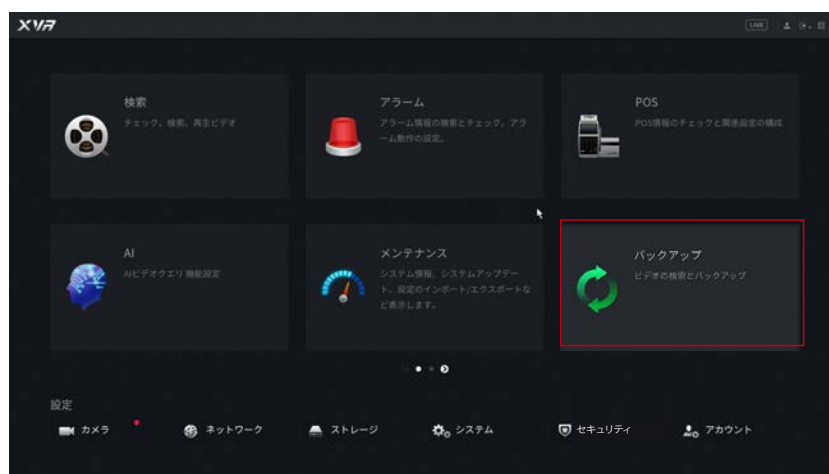 XVR
LIVE
検索
チェック、検索、再生ビデオ
アラーム
アラーム情報の検索とチェック。アラ
ーム動作の設定。
POS
POS情報のチェックと関係設定の構成
AI
AIビデオクエリ 機能設定
メンテナンス
システム情報、システムアップデー
ト、設定のインポート/エクスポートな
ど表示します。
バックアップ
ビデオの検索とバックアップ
設定
カメラ
ネットワーク
ストレージ
システム
セキュリティ
アカウント